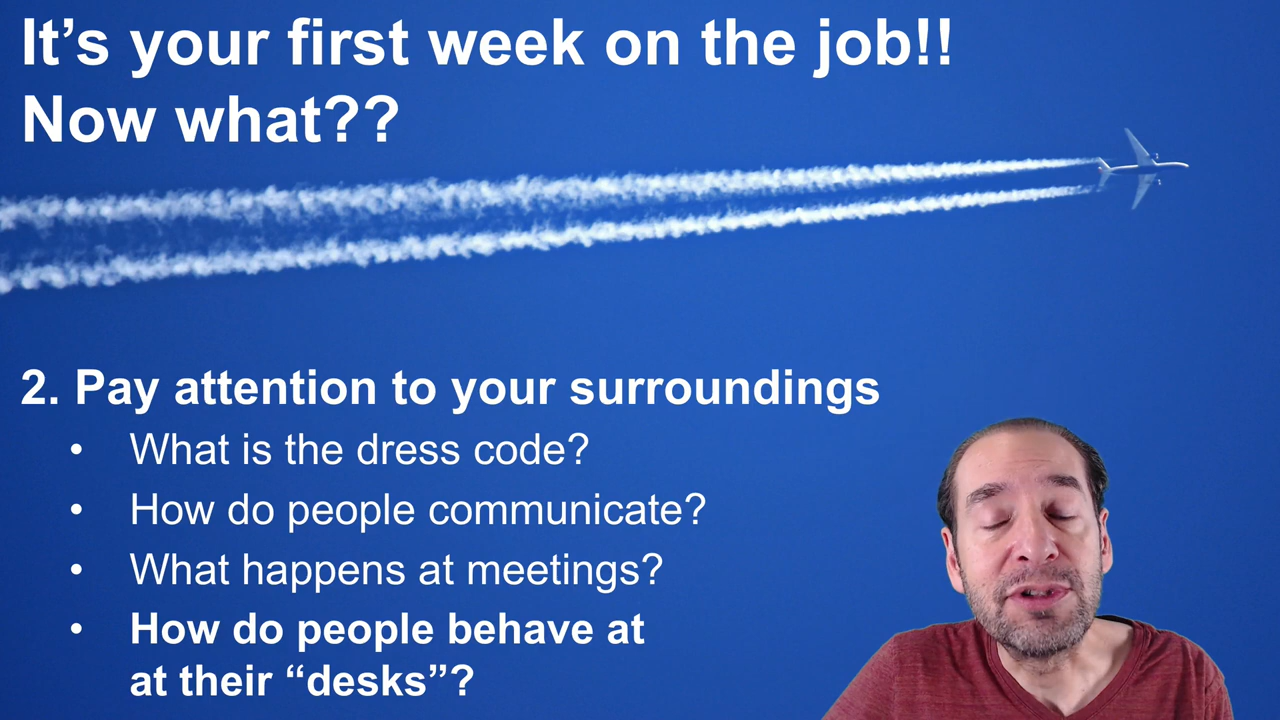 It’s your first week on the job!!
Now what??
2. Pay attention to your surroundings
• What is the dress code?
• How do people communicate?
• What happens at meetings?
• How do people behave at
at their “desks”?